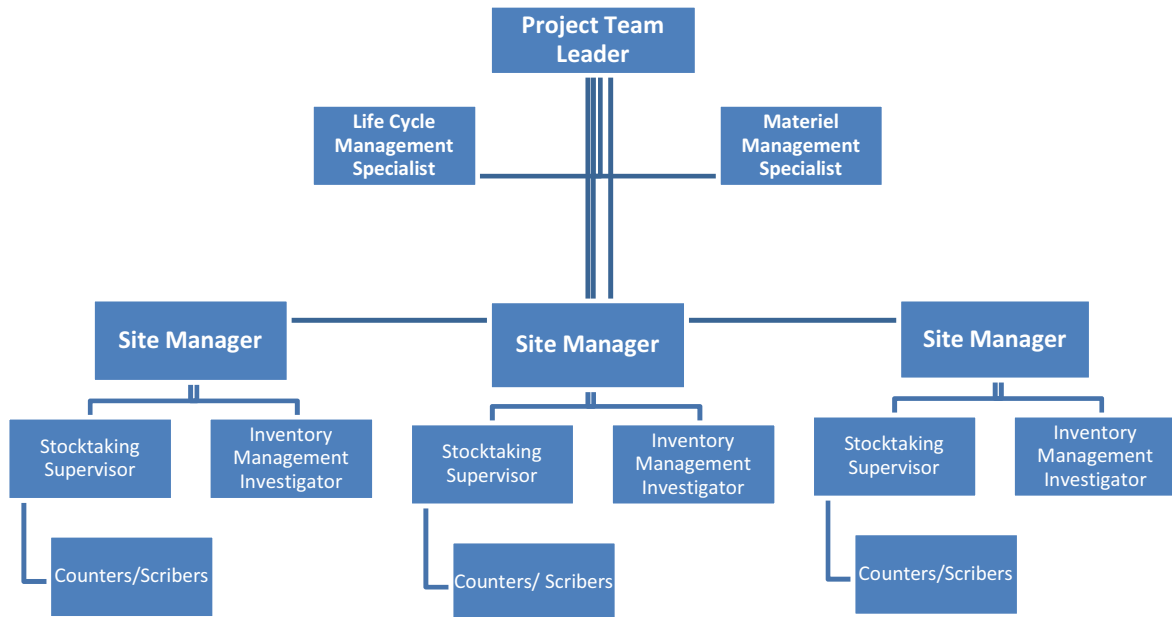 Project Team
Leader
Life Cycle
Management
Specialist
Materiel
Management
Specialist
Site Manager
Site Manager
Site Manager
Stocktaking
Supervisor
Inventory
Management
Investigator
Stocktaking
Supervisor
Inventory
Management
Investigator
Stocktaking
Supervisor
Inventory
Management
Investigator
Counters/Scribers
Counters/ Scribers
Counters/Scribers